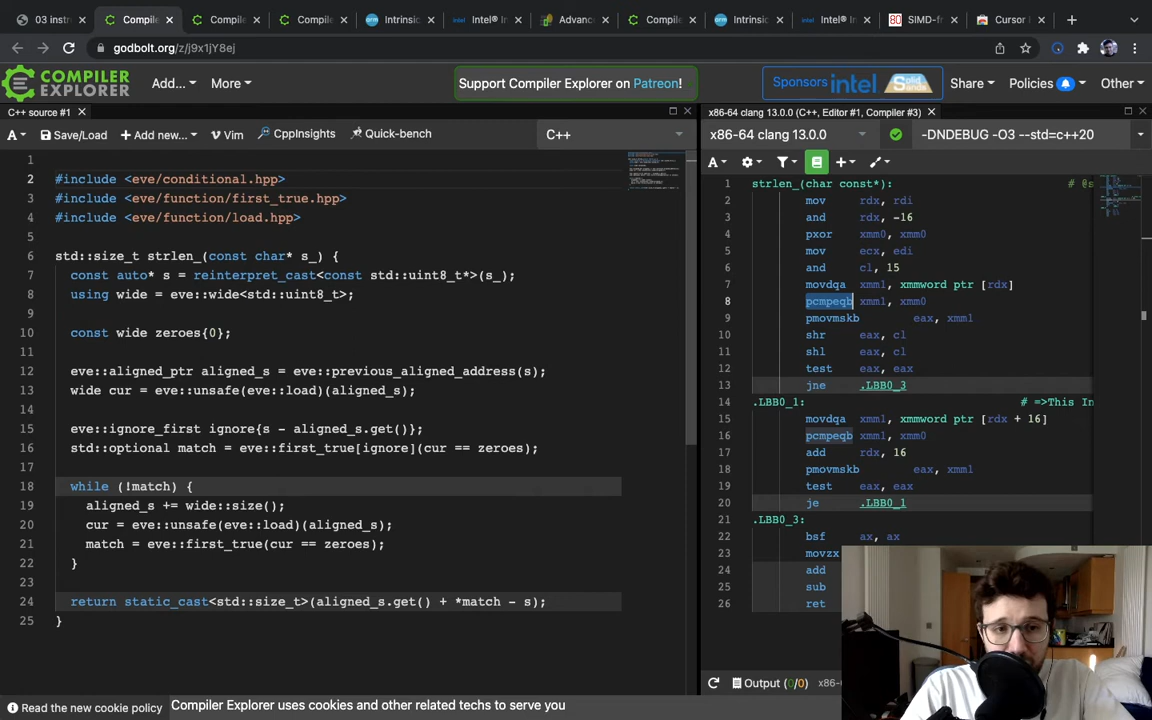 03 instr
Compile
Compile
Compile
Intrinsic
Intel® I
Advanc
Compile
Intrinsic
Intel® I
SIMD-fr
Cursor I
godbolt.org/z/j9x1jY8ej
COMPILER
EXPLORER
Add...
More
Support Compiler Explorer on Patreon!
Sponsors intel Solid Sands
Share
Policies
Other
C++ source #1
A
Save/Load
Add new...
Vim
CppInsights
Quick-bench
C++
1
2 #include <eve/conditional.hpp>
3 #include <eve/function/first_true.hpp>
4 #include <eve/function/load.hpp>
5
6 std::size_t strlen_(const char* s_) {
7 const auto* s = reinterpret_cast<const std::uint8_t*>(s_);
8 using wide = eve::wide<std::uint8_t>;
9
10 const wide zeroes{0};
11
12 eve::aligned_ptr aligned_s = eve::previous_aligned_address(s);
13 wide cur = eve::unsafe(eve::load)(aligned_s);
14
15 eve::ignore_first ignore{s - aligned_s.get()};
16 std::optional match = eve::first_true[ignore](cur == zeroes);
17
18 while (!match) {
19 aligned_s += wide::size();
20 cur = eve::unsafe(eve::load)(aligned_s);
21 match = eve::first_true(cur == zeroes);
22 }
23
24 return static_cast<std::size_t>(aligned_s.get() + *match - s);
25 }
x86-64 clang 13.0.0 (C++, Editor #1, Compiler #3)
x86-64 clang 13.0.0
-DNDEBUG -O3 --std=c++20
A
1 strlen_(char const*): # @s
2 mov rdx, rdi
3 and rdx, -16
4 pxor xmm0, xmm0
5 mov ecx, edi
6 and cl, 15
7 movdqa xmm1, xmmword ptr [rdx]
8 pcmpeqb xmm1, xmm0
9 pmovmskb eax, xmm1
10 shr eax, cl
11 shl eax, cl
12 test eax, eax
13 jne .LBB0_3
14 .LBB0_1: # =>This In
15 movdqa xmm1, xmmword ptr [rdx + 16]
16 pcmpeqb xmm1, xmm0
17 add rdx, 16
18 pmovmskb eax, xmm1
19 test eax, eax
20 je .LBB0_1
21 .LBB0_3:
22 bsf ax, ax
23 movzx
24 add
25 sub
26 ret
Output (0/0) x86-
Read the new cookie policy
Compiler Explorer uses cookies and other related techs to serve you